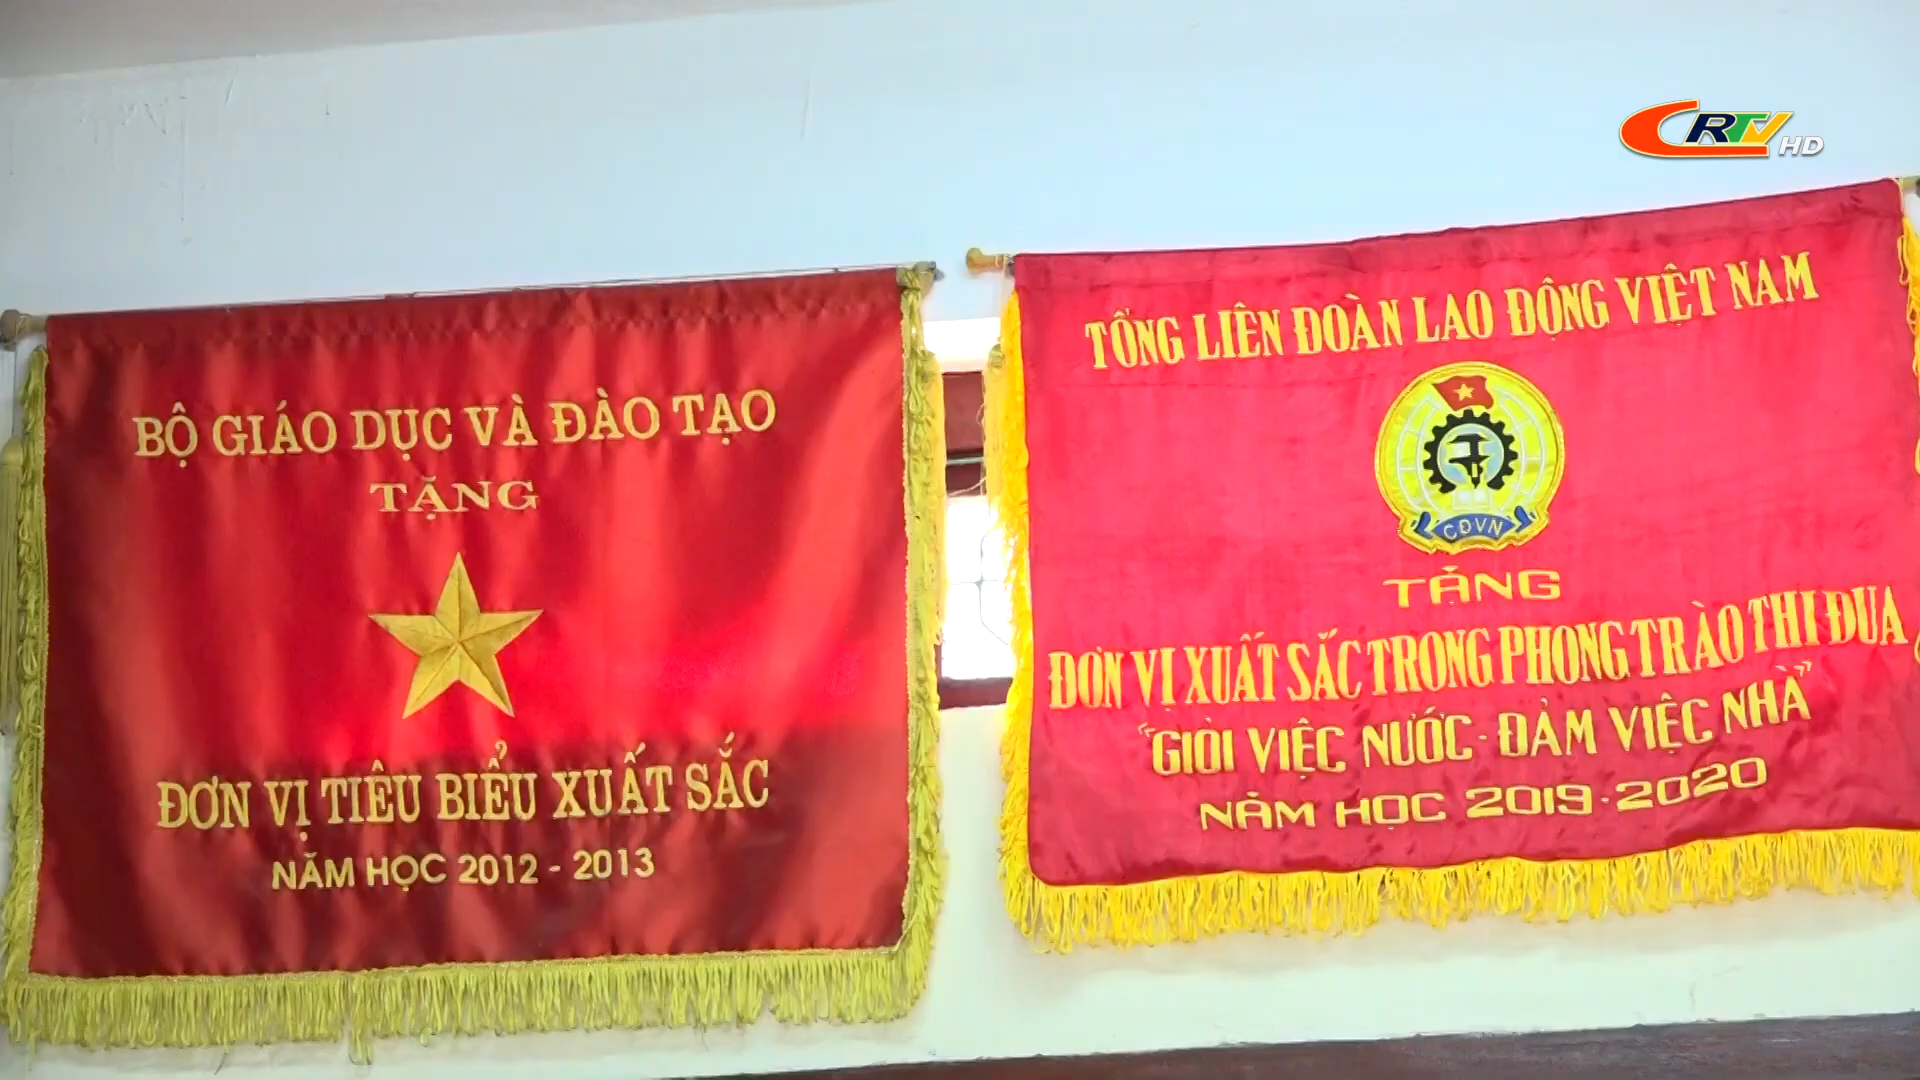 CRTV HD
BỘ GIÁO DỤC VÀ ĐÀO TẠO
TẶNG
ĐƠN VỊ TIÊU BIỂU XUẤT SẮC
NĂM HỌC 2012 - 2013
TỔNG LIÊN ĐOÀN LAO ĐỘNG VIỆT NAM
CĐVN
TẶNG
ĐƠN VỊ XUẤT SẮC TRONG PHONG TRÀO THI ĐUA
"GIỎI VIỆC NƯỚC - ĐẢM VIỆC NHÀ"
NĂM HỌC 2019-2020